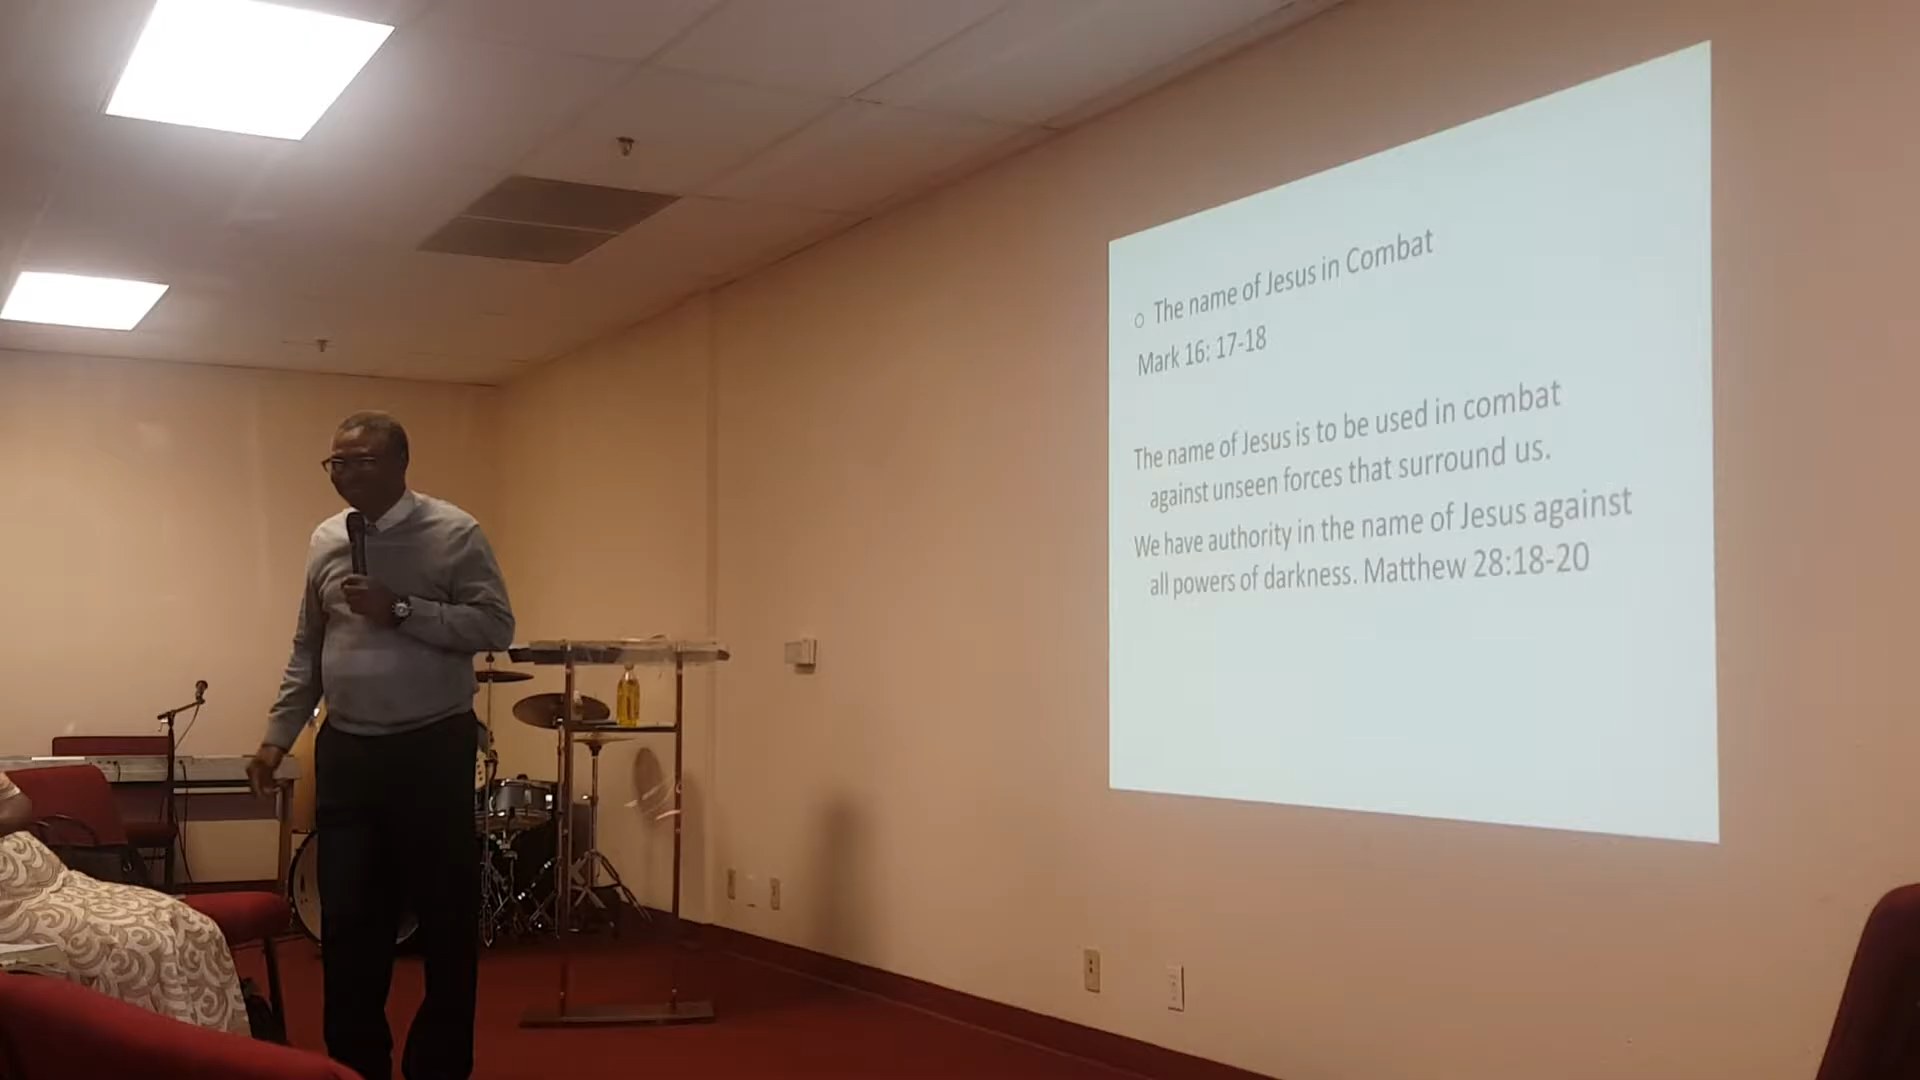 ○ The name of Jesus in Combat
Mark 16: 17-18
The name of Jesus is to be used in combat
against unseen forces that surround us.
We have authority in the name of Jesus against
all powers of darkness. Matthew 28:18-20